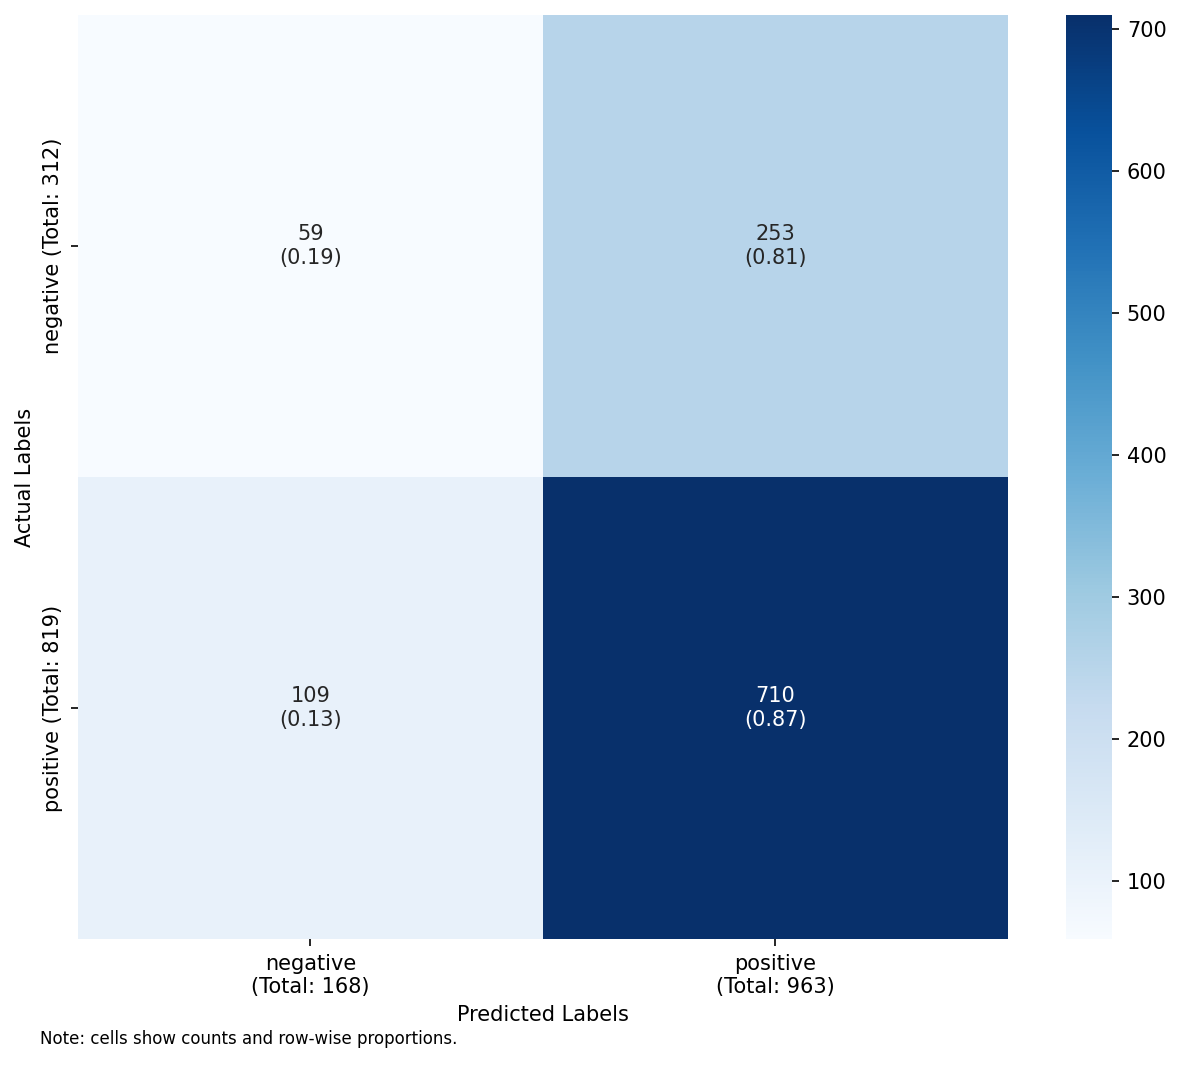 Actual Labels
negative (Total: 312)
positive (Total: 819)
59
(0.19)
253
(0.81)
109
(0.13)
710
(0.87)
negative
(Total: 168)
positive
(Total: 963)
Predicted Labels
Note: cells show counts and row-wise proportions.
700
600
500
400
300
200
100